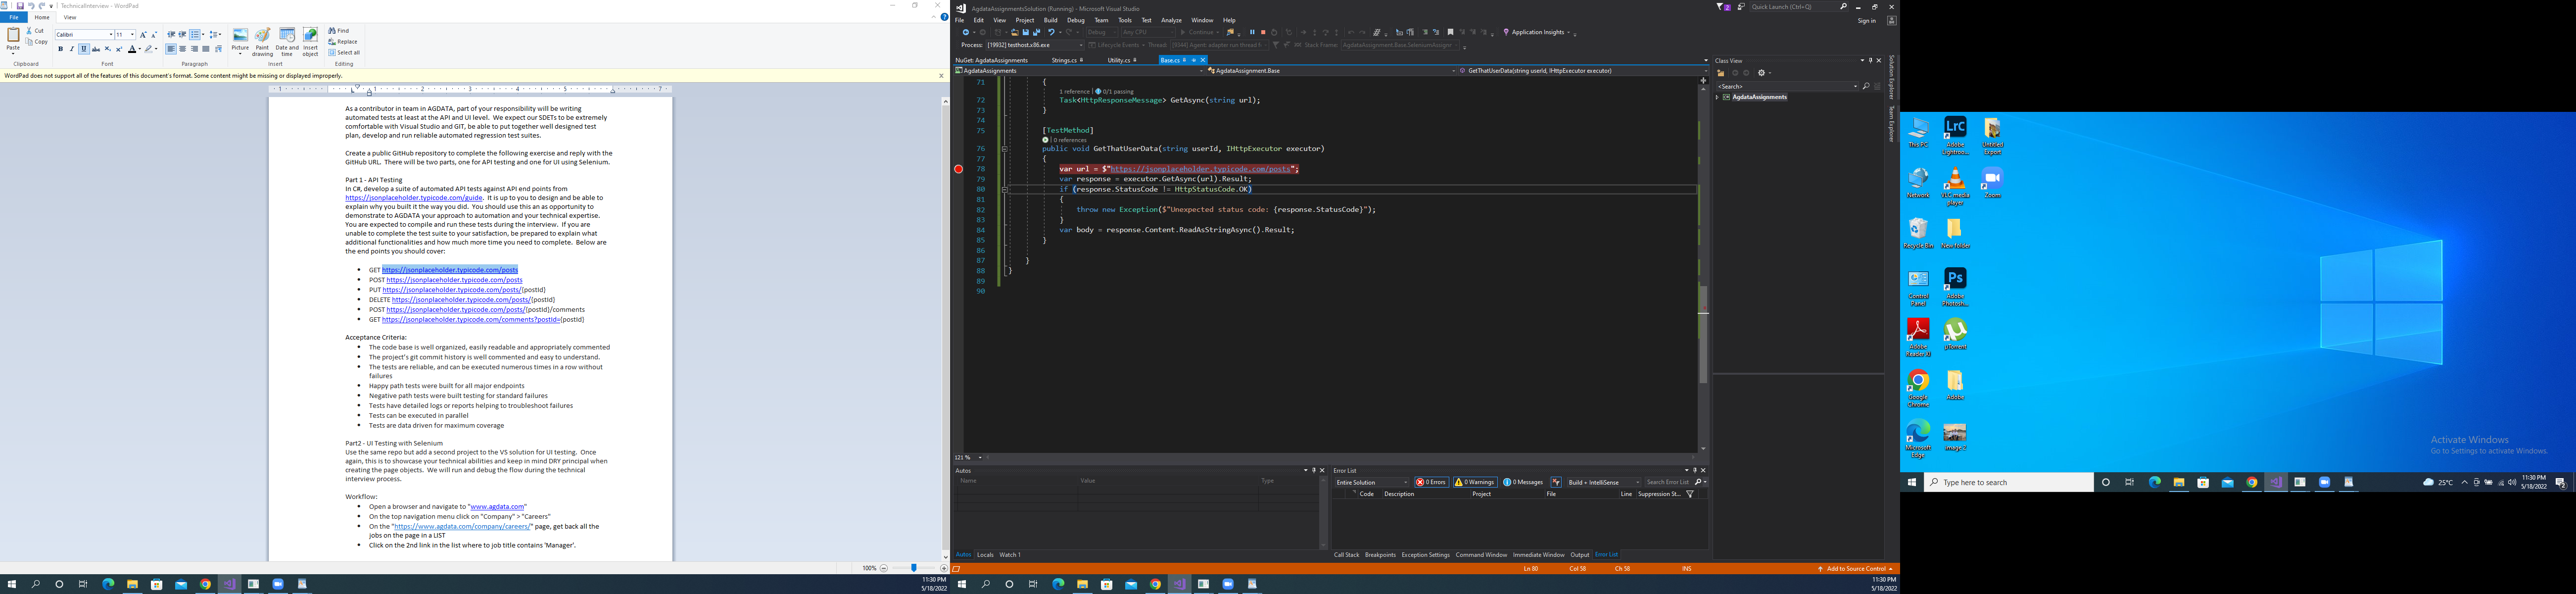 TechnicalInterview - WordPad
File Home View
Paste
Cut
Copy
Clipboard
Calibri 11
Font
Paragraph
Picture
Paint drawing
Date and time
Insert object
Insert
Find
Replace
Select all
Editing
WordPad does not support all of the features of this document's format. Some content might be missing or displayed improperly.
As a contributor in team in AGDATA, part of your responsibility will be writing
automated tests at least at the API and UI level. We expect our SDETs to be extremely
comfortable with Visual Studio and GIT, be able to put together well designed test
plan, develop and run reliable automated regression test suites.
Create a public GitHub repository to complete the following exercise and reply with the
GitHub URL. There will be two parts, one for API testing and one for UI using Selenium.
Part 1 - API Testing
In C#, develop a suite of automated API tests against API end points from
https://jsonplaceholder.typicode.com/guide. It is up to you to design and be able to
explain why you built it the way you did. You should use this an as opportunity to
demonstrate to AGDATA your approach to automation and your technical expertise.
You are expected to compile and run these tests during the interview. If you are
unable to complete the test suite to your satisfaction, be prepared to explain what
additional functionalities and how much more time you need to complete. Below are
the end points you should cover:
• GET https://jsonplaceholder.typicode.com/posts
• POST https://jsonplaceholder.typicode.com/posts
• PUT https://jsonplaceholder.typicode.com/posts/{postId}
• DELETE https://jsonplaceholder.typicode.com/posts/{postId}
• POST https://jsonplaceholder.typicode.com/posts/{postId}/comments
• GET https://jsonplaceholder.typicode.com/comments?postId={postId}
Acceptance Criteria:
• The code base is well organized, easily readable and appropriately commented
• The project's git commit history is well commented and easy to understand.
• The tests are reliable, and can be executed numerous times in a row without
failures
• Happy path tests were built for all major endpoints
• Negative path tests were built testing for standard failures
• Tests have detailed logs or reports helping to troubleshoot failures
• Tests can be executed in parallel
• Tests are data driven for maximum coverage
Part2 - UI Testing with Selenium
Use the same repo but add a second project to the VS solution for UI testing. Once
again, this is to showcase your technical abilities and keep in mind DRY principal when
creating the page objects. We will run and debug the flow during the technical
interview process.
Workflow:
• Open a browser and navigate to "www.agdata.com"
• On the top navigation menu click on "Company" > "Careers"
• On the "https://www.agdata.com/company/careers/" page, get back all the
jobs on the page in a LIST
• Click on the 2nd link in the list where to job title contains 'Manager'.
100%
11:30 PM
5/18/2022
AgdataAssignmentsSolution (Running) - Microsoft Visual Studio
Quick Launch (Ctrl+Q)
File Edit View Project Build Debug Team Tools Test Analyze Window Help
Sign in
Debug Any CPU Continue Application Insights
Process: [19932] testhost.x86.exe Lifecycle Events Thread: Stack Frame:
NuGet: AgdataAssignments Strings.cs Utility.cs Base.cs
AgdataAssignments AgdataAssignment.Base GetThatUserData(string userId, IHttpExecutor executor)
71 {
1 reference | 0/1 passing
72 Task<HttpResponseMessage> GetAsync(string url);
73 }
74
75 [TestMethod]
0 references
76 public void GetThatUserData(string userId, IHttpExecutor executor)
77 {
78 var url = $"https://jsonplaceholder.typicode.com/posts";
79 var response = executor.GetAsync(url).Result;
80 if (response.StatusCode != HttpStatusCode.OK)
81 {
82 throw new Exception($"Unexpected status code: {response.StatusCode}");
83 }
84 var body = response.Content.ReadAsStringAsync().Result;
85 }
86
87 }
88 }
89
90
121 %
Autos
Name Value Type
Autos Locals Watch 1
Error List
Entire Solution 0 Errors 0 Warnings 0 Messages Build + IntelliSense Search Error List
Code Description Project File Line Suppression St...
Call Stack Breakpoints Exception Settings Command Window Immediate Window Output Error List
Ln 80 Col 58 Ch 58 INS Add to Source Control
Class View
<Search>
AgdataAssignments
Solution Explorer
Team Explorer
11:30 PM
5/18/2022
This PC
Adobe Lightroo...
Untitled Export
Network
VLC media player
Zoom
Recycle Bin
New folder
Control Panel
Adobe Photosh...
Adobe Reader XI
µTorrent
Google Chrome
Adobe
Microsoft Edge
image2
Activate Windows
Go to Settings to activate Windows.
Type here to search
25°C
11:30 PM
5/18/2022